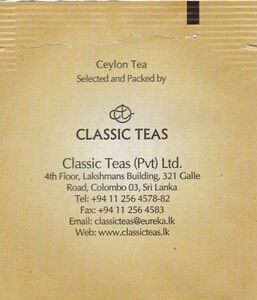 Ceylon Tea
Selected and Packed by
CLASSIC TEAS
Classic Teas (Pvt) Ltd.
4th Floor, Lakshmans Building, 321 Galle
Road, Colombo 03, Sri Lanka
Tel: +94 11 256 4578-82
Fax: +94 11 256 4583
Email: classicteas@eureka.lk
Web: www.classicteas.lk